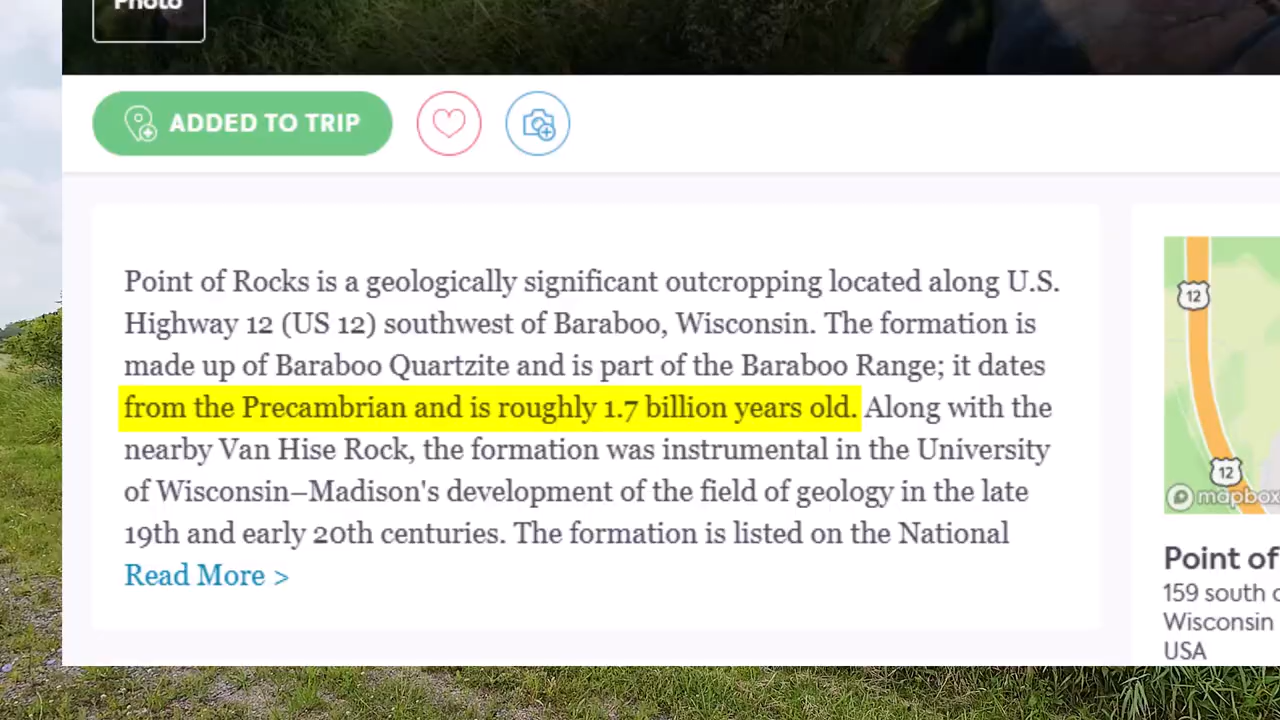 Photo
ADDED TO TRIP
Point of Rocks is a geologically significant outcropping located along U.S.
Highway 12 (US 12) southwest of Baraboo, Wisconsin. The formation is
made up of Baraboo Quartzite and is part of the Baraboo Range; it dates
from the Precambrian and is roughly 1.7 billion years old. Along with the
nearby Van Hise Rock, the formation was instrumental in the University
of Wisconsin–Madison's development of the field of geology in the late
19th and early 20th centuries. The formation is listed on the National
Read More >
12
12
mapbox
Point of
159 south
Wisconsin
USA